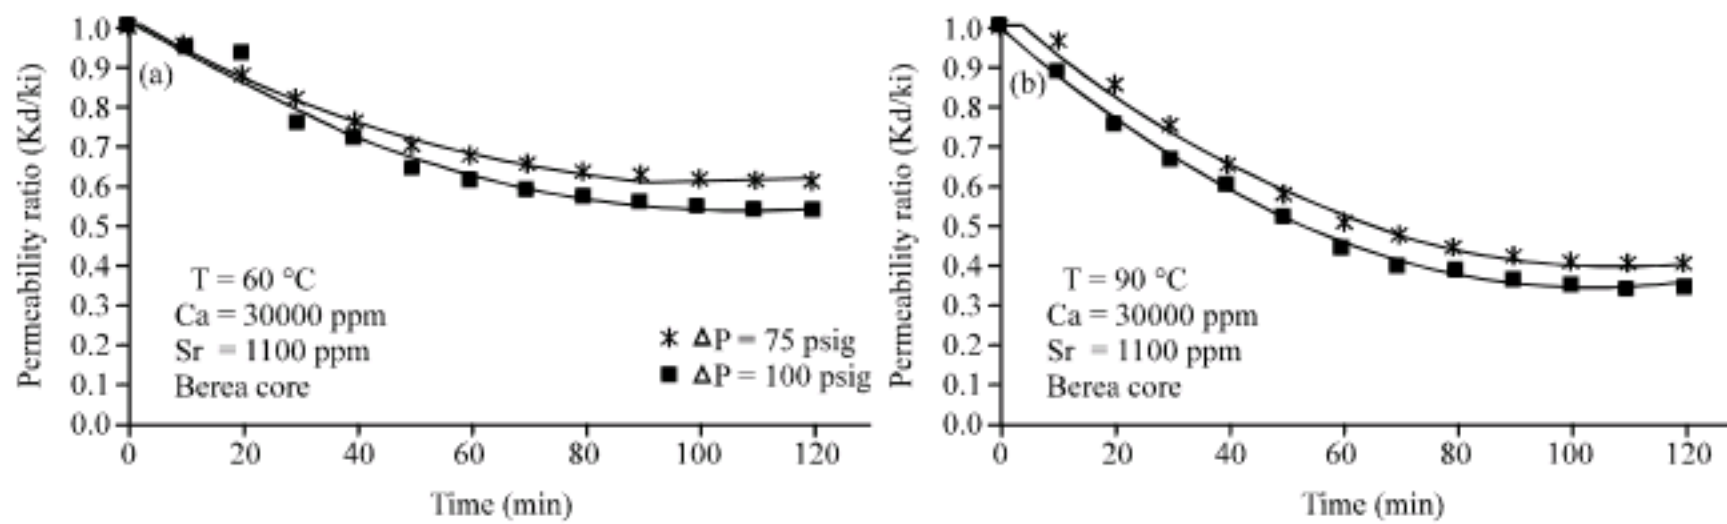 Permeability ratio (Kd/ki)
1.0
0.9
0.8
0.7
0.6
0.5
0.4
0.3
0.2
0.1
0.0
(a)
T = 60 °C
Ca = 30000 ppm
Sr = 1100 ppm
Berea core
ΔP = 75 psig
ΔP = 100 psig
0 20 40 60 80 100 120
Time (min)
Permeability ratio (Kd/ki)
1.0
0.9
0.8
0.7
0.6
0.5
0.4
0.3
0.2
0.1
0.0
(b)
T = 90 °C
Ca = 30000 ppm
Sr = 1100 ppm
Berea core
0 20 40 60 80 100 120
Time (min)